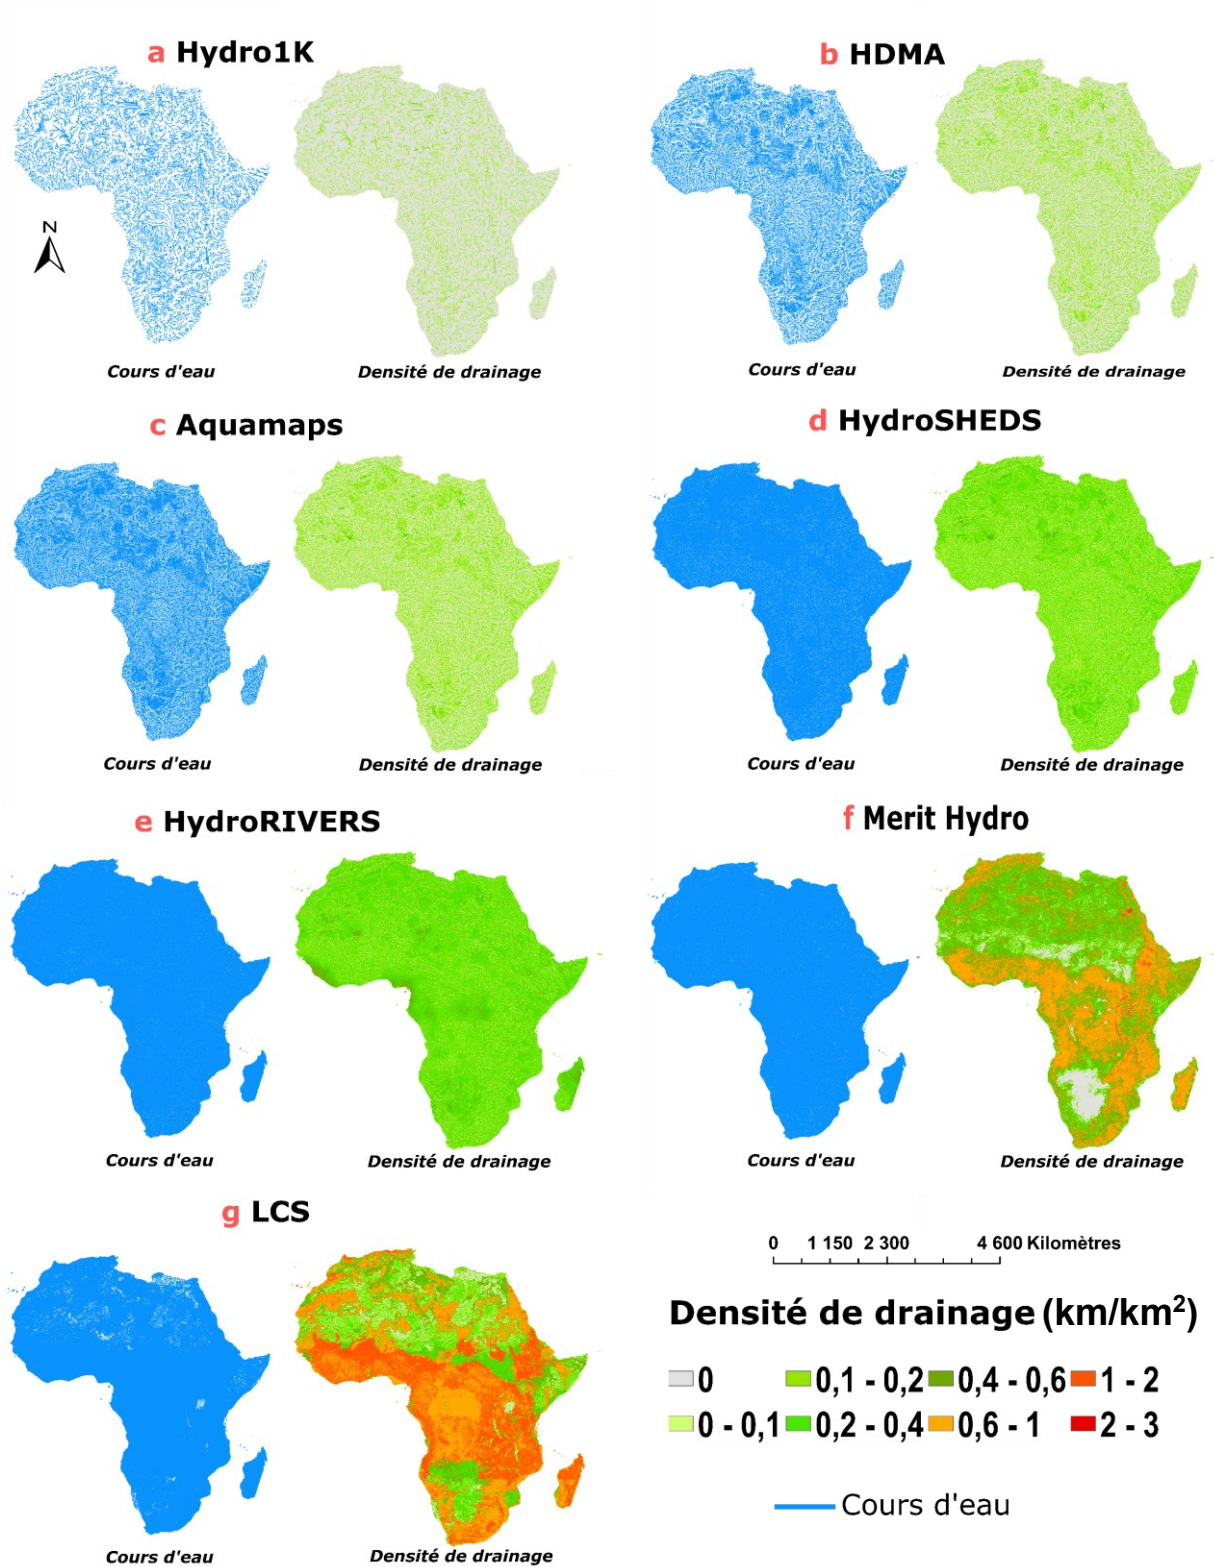 a Hydro1K
b HDMA
N
Cours d'eau
Densité de drainage
Cours d'eau
Densité de drainage
c Aquamaps
d HydroSHEDS
Cours d'eau
Densité de drainage
Cours d'eau
Densité de drainage
e HydroRIVERS
f Merit Hydro
Cours d'eau
Densité de drainage
Cours d'eau
Densité de drainage
g LCS
Cours d'eau
Densité de drainage
0 1 150 2 300 4 600 Kilomètres
Densité de drainage (km/km²)
0 0,1 - 0,2 0,4 - 0,6 1 - 2
0 - 0,1 0,2 - 0,4 0,6 - 1 2 - 3
Cours d'eau